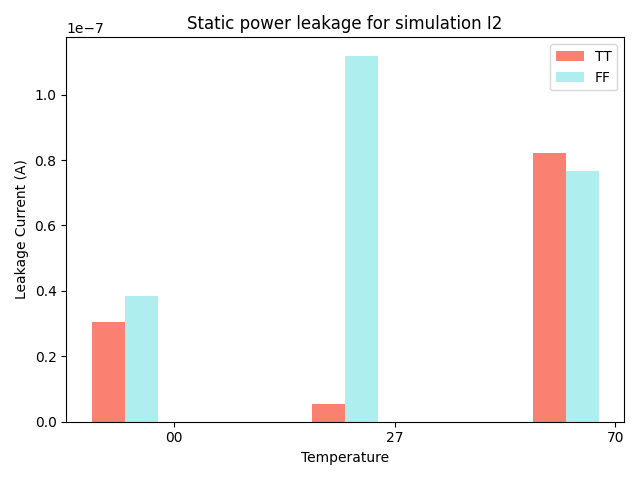 Static power leakage for simulation I2
1e−7
TT
FF
1.0
0.8
0.6
0.4
0.2
0.0
Leakage Current (A)
00 27 70
Temperature